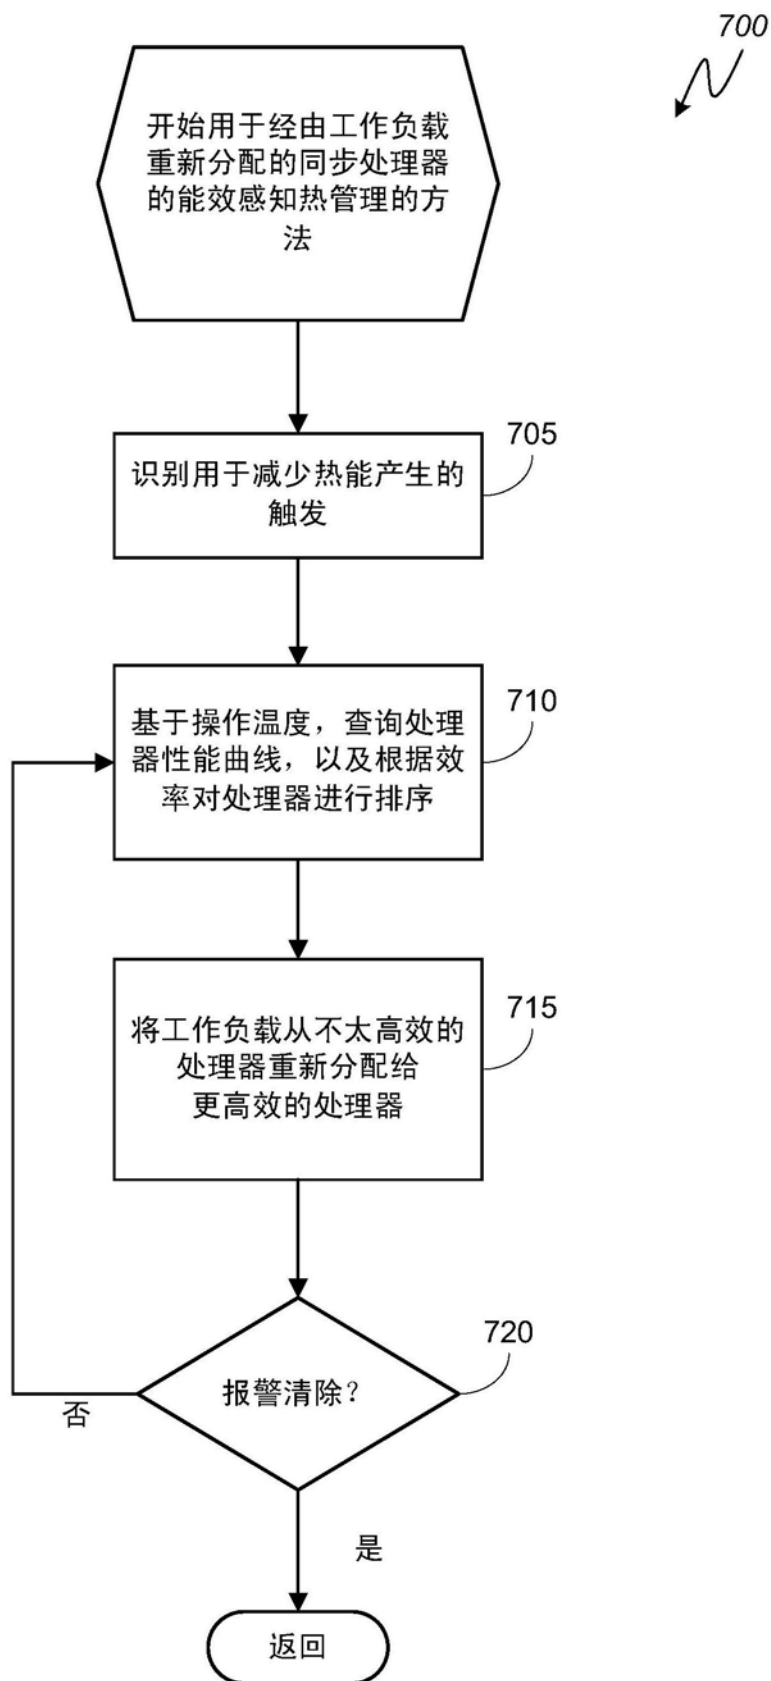 700
开始用于经由工作负载
重新分配的同步处理器
的能效感知热管理的方
法
705
识别用于减少热能产生的
触发
710
基于操作温度，查询处理
器性能曲线，以及根据效
率对处理器进行排序
715
将工作负载从不太高效的
处理器重新分配给
更高效的处理器
720
报警清除？
否
是
返回